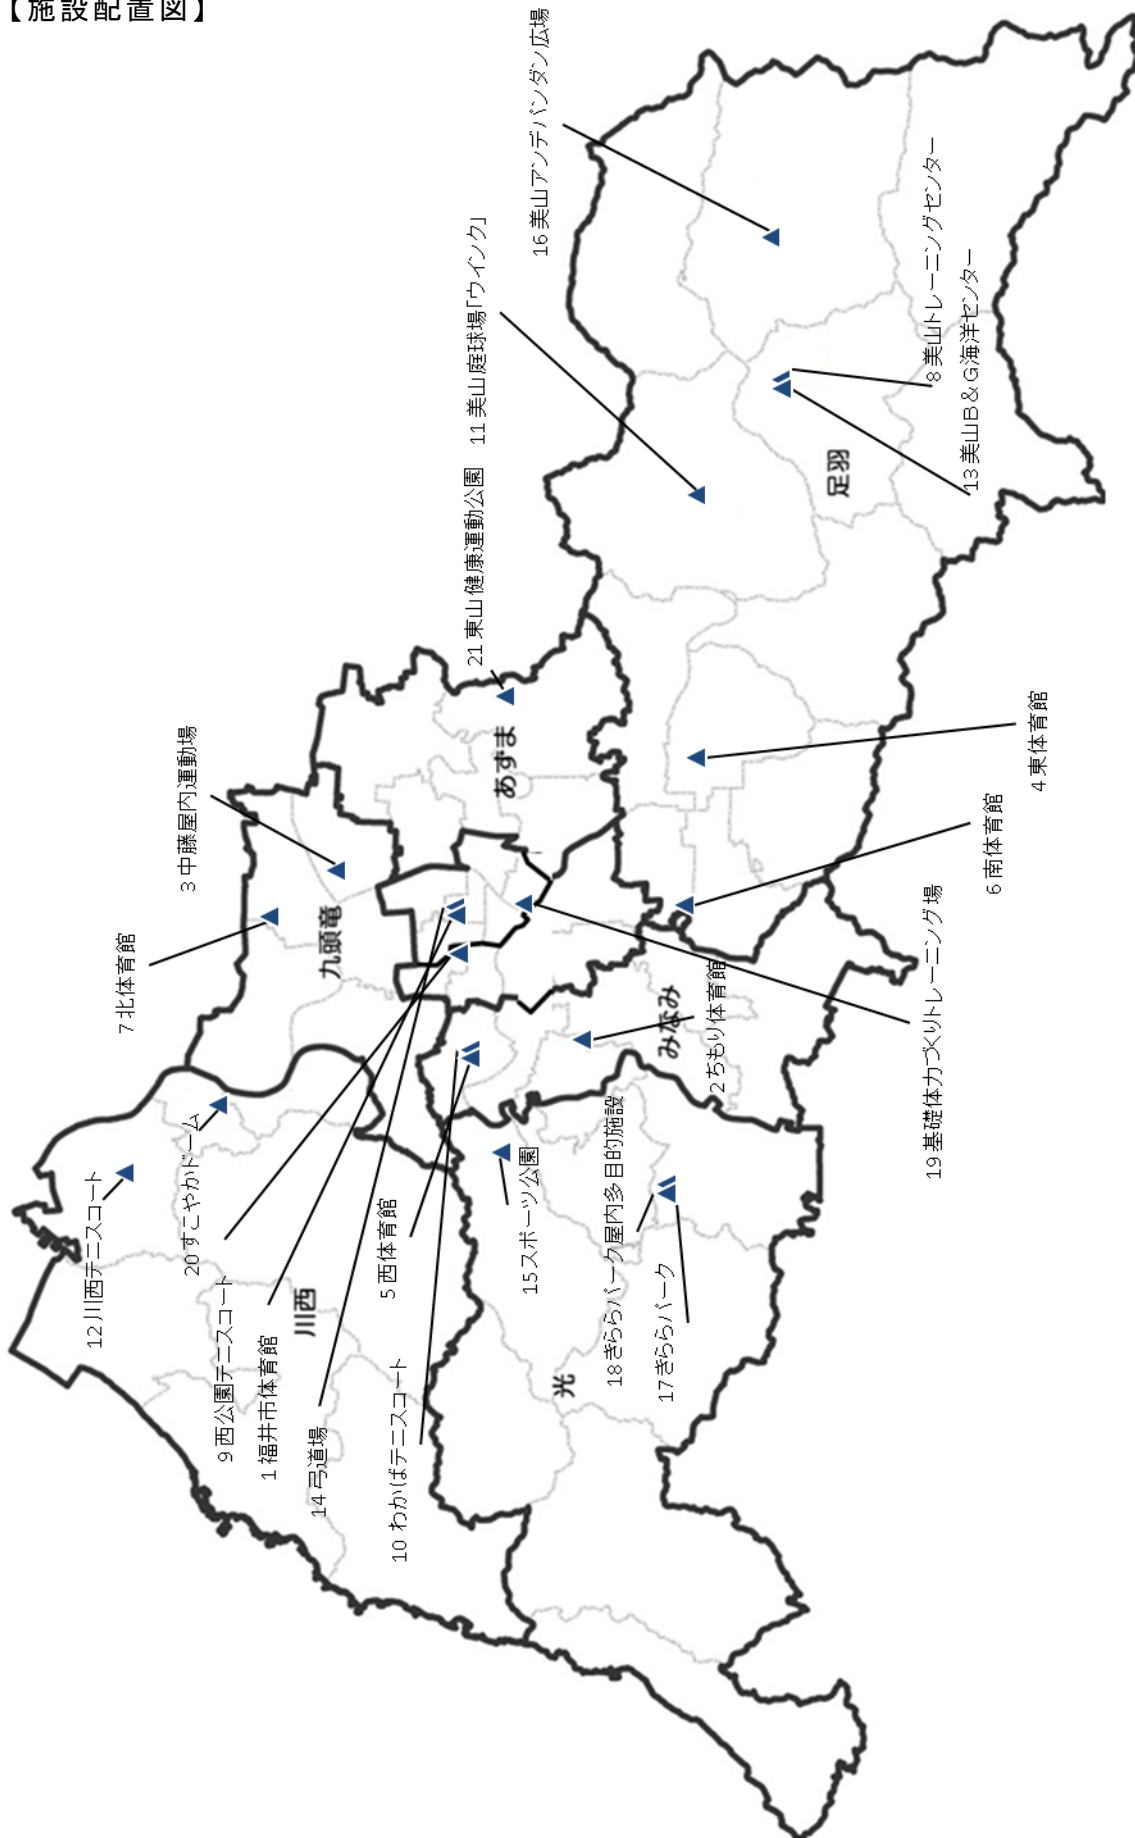 【施設配置図】
16 美山アンデパンダン広場
11 美山庭球場「ウィンク」
21 東山健康運動公園
8 美山トレーニングセンター
13 美山B＆G海洋センター
足羽
3 中藤屋内運動場
あずま
4 東体育館
7 北体育館
九頭竜
6 南体育館
みなみ
2 ちもり体育館
19 基礎体力づくりトレーニング場
12 川西テニスコート
20 すこやかドーム
9 西公園テニスコート
川西
1 福井市体育館
14 弓道場
5 西体育館
10 わかばテニスコート
15 スポーツ公園
光
18 きららパーク屋内多目的施設
17 きららパーク